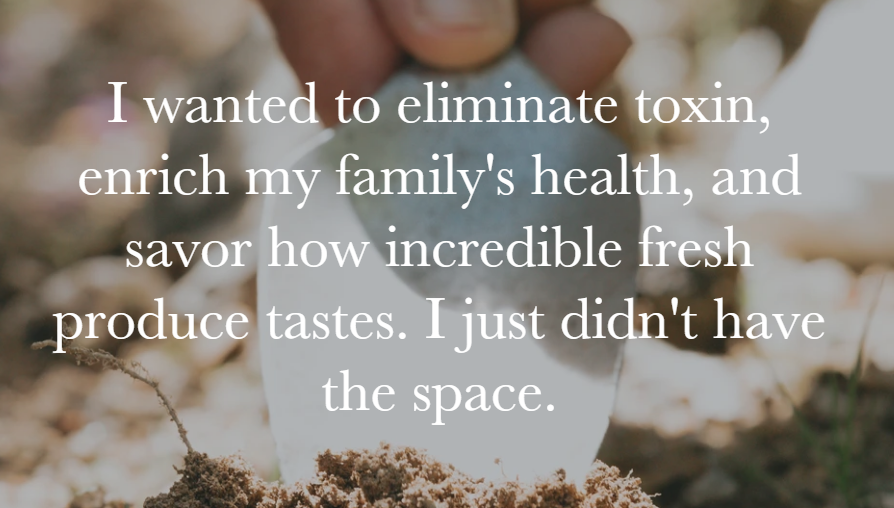 I wanted to eliminate toxin,
enrich my family's health, and
savor how incredible fresh
produce tastes. I just didn't have
the space.